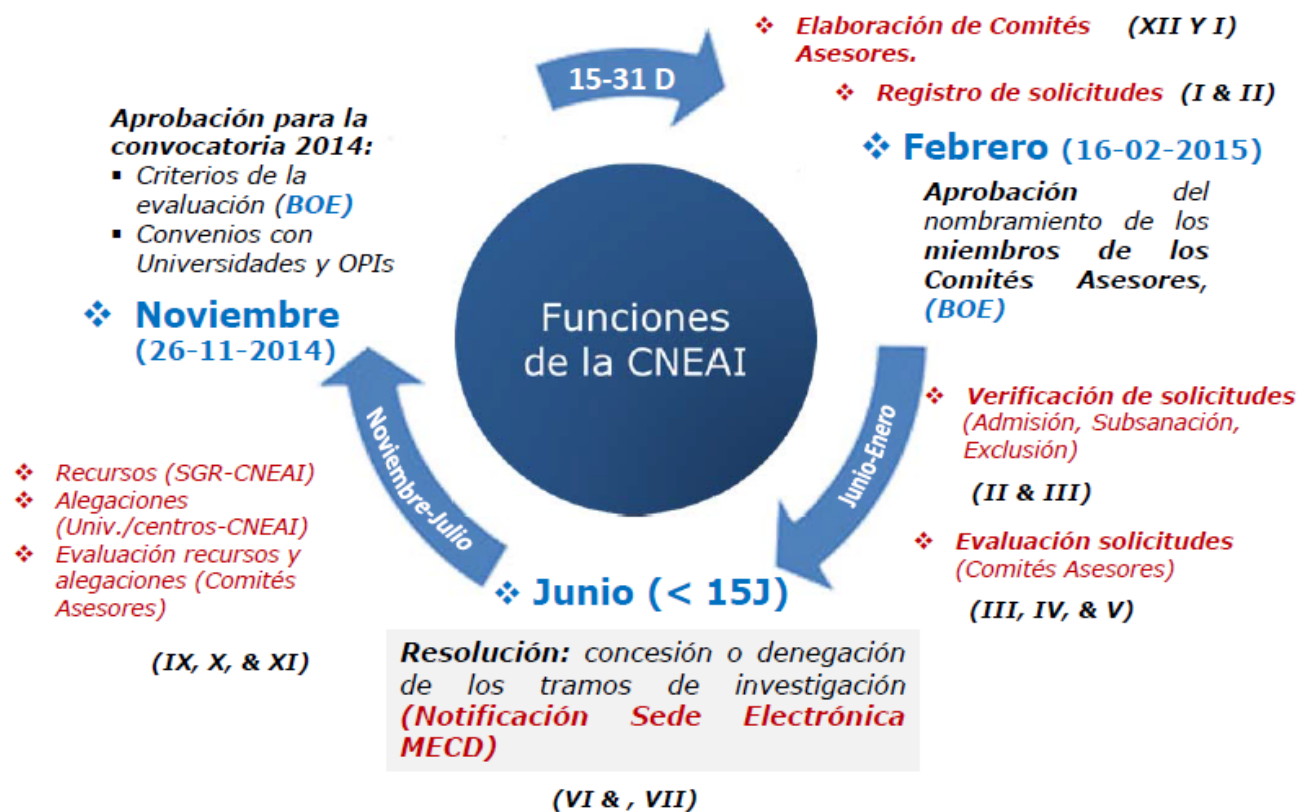 15-31 D
❖ Elaboración de Comités (XII Y I)
Asesores.
❖ Registro de solicitudes (I & II)
❖ Febrero (16-02-2015)
Aprobación del
nombramiento de los
miembros de los
Comités Asesores,
(BOE)
Aprobación para la
convocatoria 2014:
▪ Criterios de la
evaluación (BOE)
▪ Convenios con
Universidades y OPIs
❖ Noviembre
(26-11-2014)
Funciones
de la CNEAI
Junio-Enero
❖ Verificación de solicitudes
(Admisión, Subsanación,
Exclusión)
(II & III)
❖ Evaluación solicitudes
(Comités Asesores)
(III, IV, & V)
❖ Junio (< 15J)
Resolución: concesión o denegación
de los tramos de investigación
(Notificación Sede Electrónica
MECD)
(VI & , VII)
Noviembre-Julio
❖ Recursos (SGR-CNEAI)
❖ Alegaciones
(Univ./centros-CNEAI)
❖ Evaluación recursos y
alegaciones (Comités
Asesores)
(IX, X, & XI)